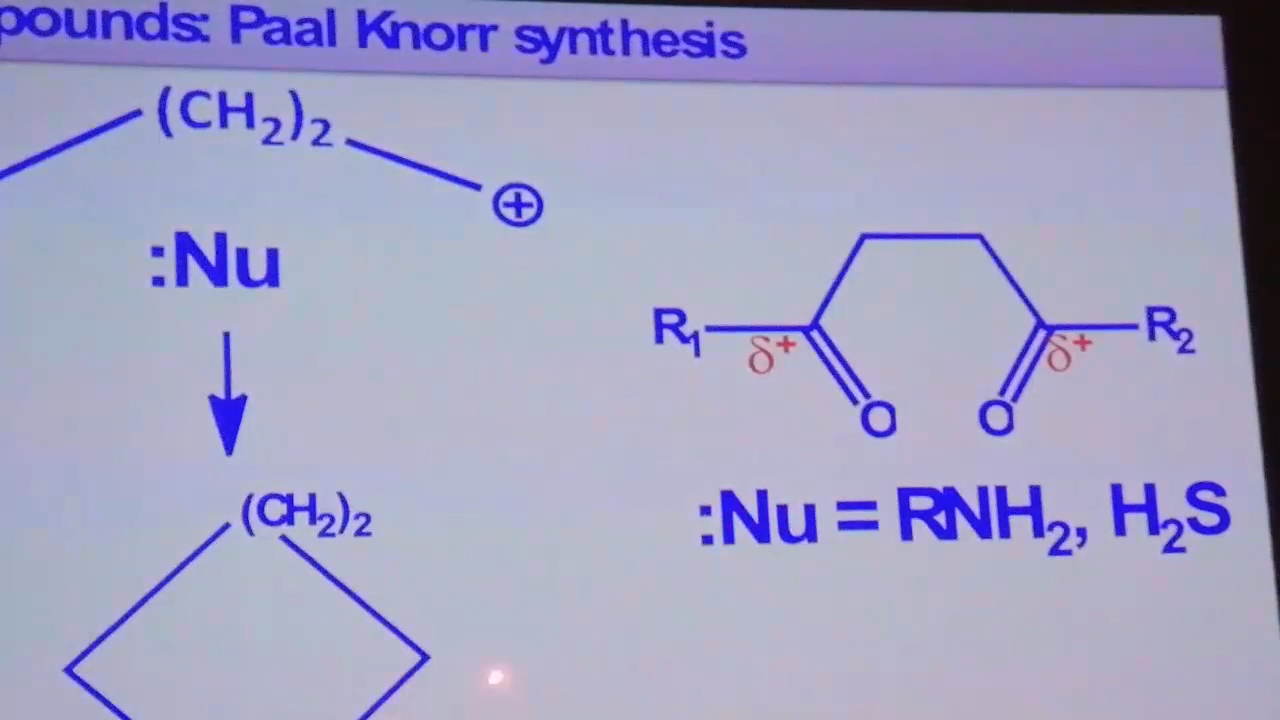 pounds: Paal Knorr synthesis
(CH₂)₂
⊕
:Nu
R₁ δ+ δ+ R₂
O O
(CH₂)₂
:Nu = RNH₂, H₂S